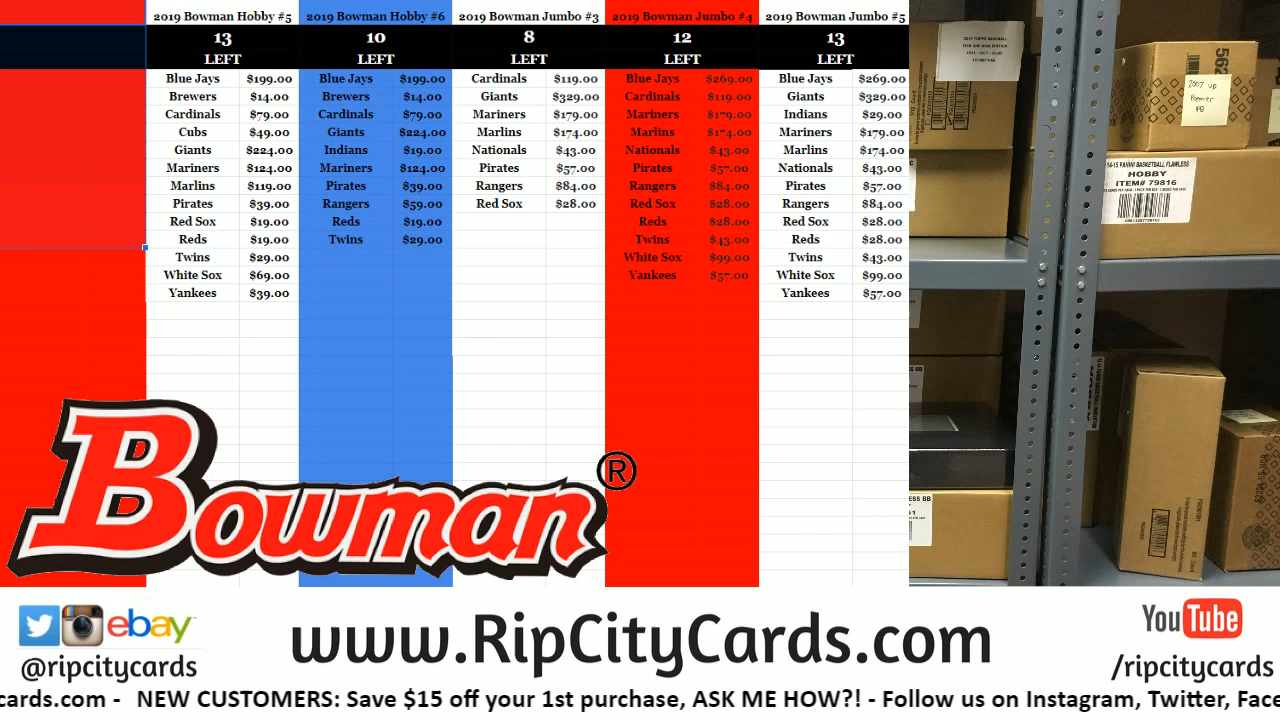 2019 Bowman Hobby #5
13
LEFT
Blue Jays $199.00
Brewers $14.00
Cardinals $79.00
Cubs $49.00
Giants $224.00
Mariners $124.00
Marlins $119.00
Pirates $39.00
Red Sox $19.00
Reds $19.00
Twins $29.00
White Sox $69.00
Yankees $39.00
2019 Bowman Hobby #6
10
LEFT
Blue Jays $199.00
Brewers $14.00
Cardinals $79.00
Giants $224.00
Indians $19.00
Mariners $124.00
Pirates $39.00
Rangers $59.00
Reds $19.00
Twins $29.00
2019 Bowman Jumbo #3
8
LEFT
Cardinals $119.00
Giants $329.00
Mariners $179.00
Marlins $174.00
Nationals $43.00
Pirates $57.00
Rangers $84.00
Red Sox $28.00
2019 Bowman Jumbo #4
12
LEFT
Blue Jays $269.00
Cardinals $119.00
Mariners $179.00
Marlins $174.00
Nationals $43.00
Pirates $57.00
Rangers $84.00
Red Sox $28.00
Reds $28.00
Twins $43.00
White Sox $99.00
Yankees $57.00
2019 Bowman Jumbo #5
13
LEFT
Blue Jays $269.00
Giants $329.00
Indians $29.00
Mariners $179.00
Marlins $174.00
Nationals $43.00
Pirates $57.00
Rangers $84.00
Red Sox $28.00
Reds $28.00
Twins $43.00
White Sox $99.00
Yankees $57.00
562
2007 UD
Premier
14-15 PANINI BASKETBALL FLAWLESS
HOBBY
ITEM# 79816
Bowman®
ebay
@ripcitycards
www.RipCityCards.com
YouTube
/ripcitycards
cards.com - NEW CUSTOMERS: Save $15 off your 1st purchase, ASK ME HOW?! - Follow us on Instagram, Twitter, Face